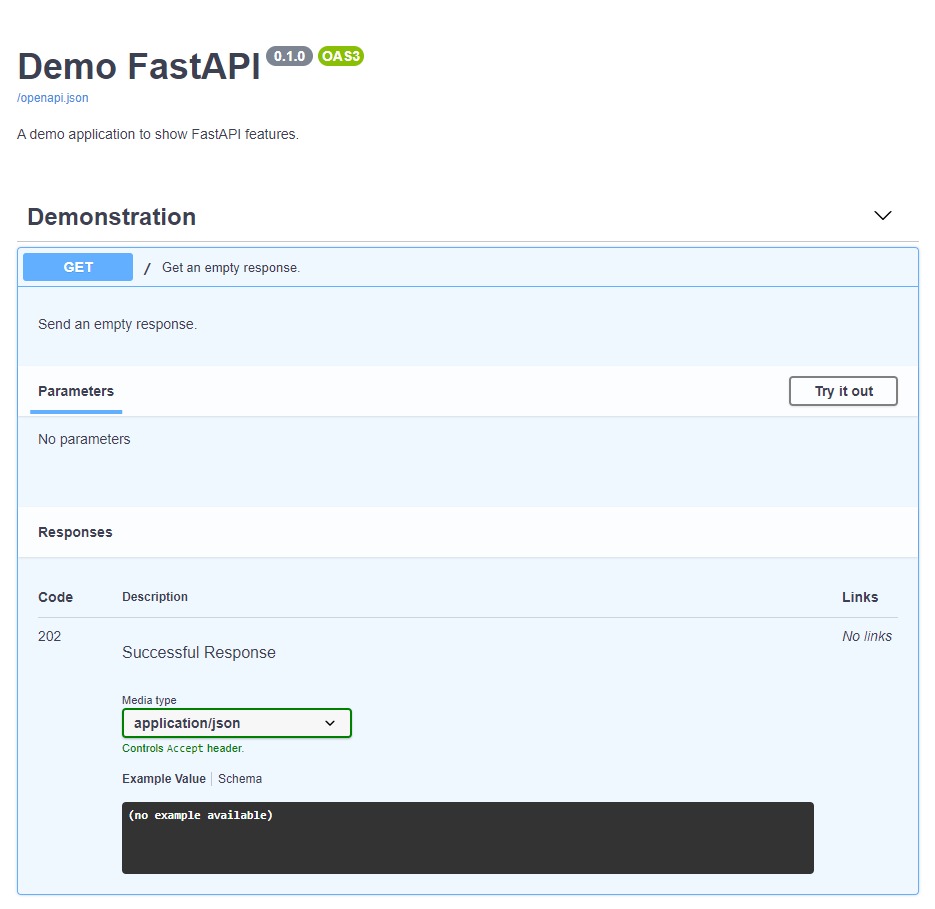 Demo FastAPI 0.1.0 OAS3
/openapi.json
A demo application to show FastAPI features.
Demonstration
GET / Get an empty response.
Send an empty response.
Parameters Try it out
No parameters
Responses
Code Description Links
202 Successful Response No links
Media type
application/json
Controls Accept header.
Example Value Schema
(no example available)